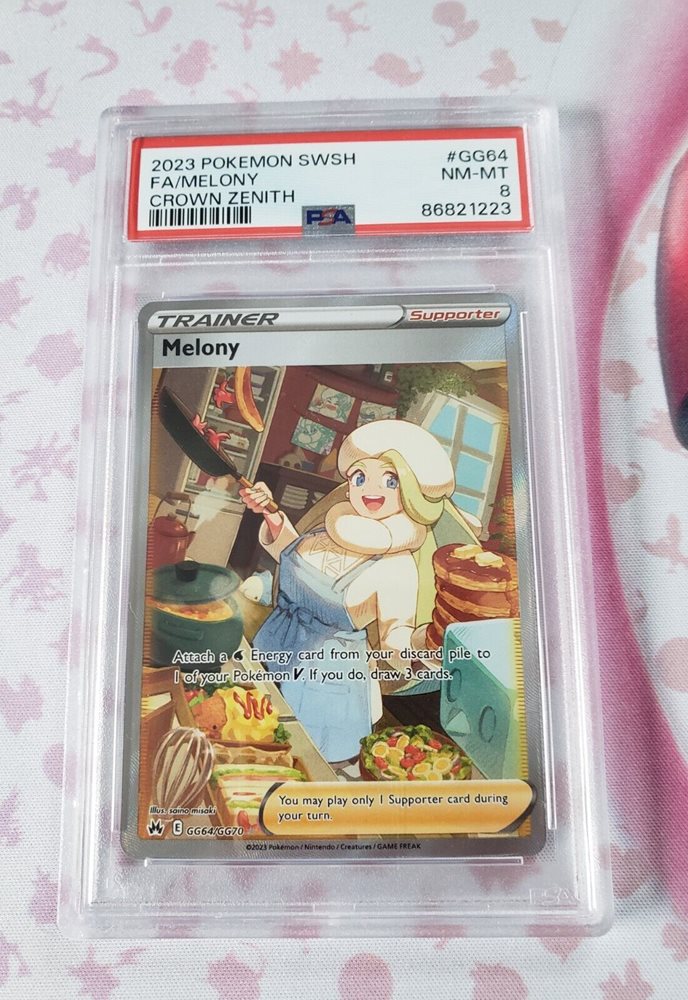 2023 POKEMON SWSH #GG64
FA/MELONY NM-MT
CROWN ZENITH 8
PSA 86821223
TRAINER Supporter
Melony
Attach a Energy card from your discard pile to
1 of your Pokémon V. If you do, draw 3 cards.
You may play only 1 Supporter card during
your turn.
Illus. saino misaki
E GG64/GG70
©2023 Pokémon / Nintendo / Creatures / GAME FREAK
PSA